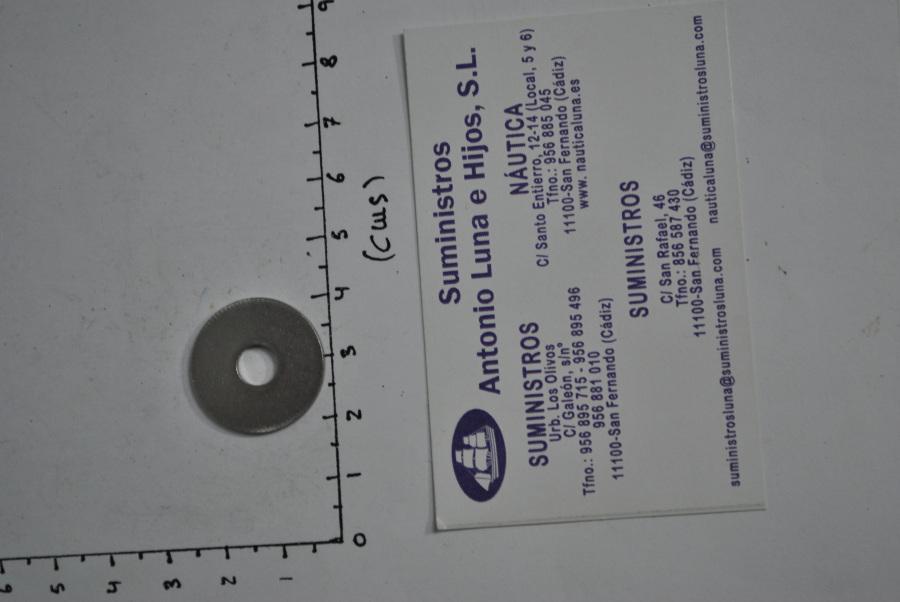 Suministros
Antonio Luna e Hijos, S.L.
SUMINISTROS
Urb. Los Olivos
C/ Galeón, s/nº
Tfno.: 956 895 715 - 956 895 496
956 881 010
11100-San Fernando (Cádiz)
NÁUTICA
C/ Santo Entierro, 12-14 (Local, 5 y 6)
Tfno.: 956 885 045
11100-San Fernando (Cádiz)
www. nauticaluna.es
SUMINISTROS
C/ San Rafael, 46
Tfno.: 856 587 430
11100-San Fernando (Cádiz)
suministrosluna@suministrosluna.com nauticaluna@suministrosluna.com
0 1 2 3 4 5 6 7 8 9
(cms)
1 2 3 4 5 6